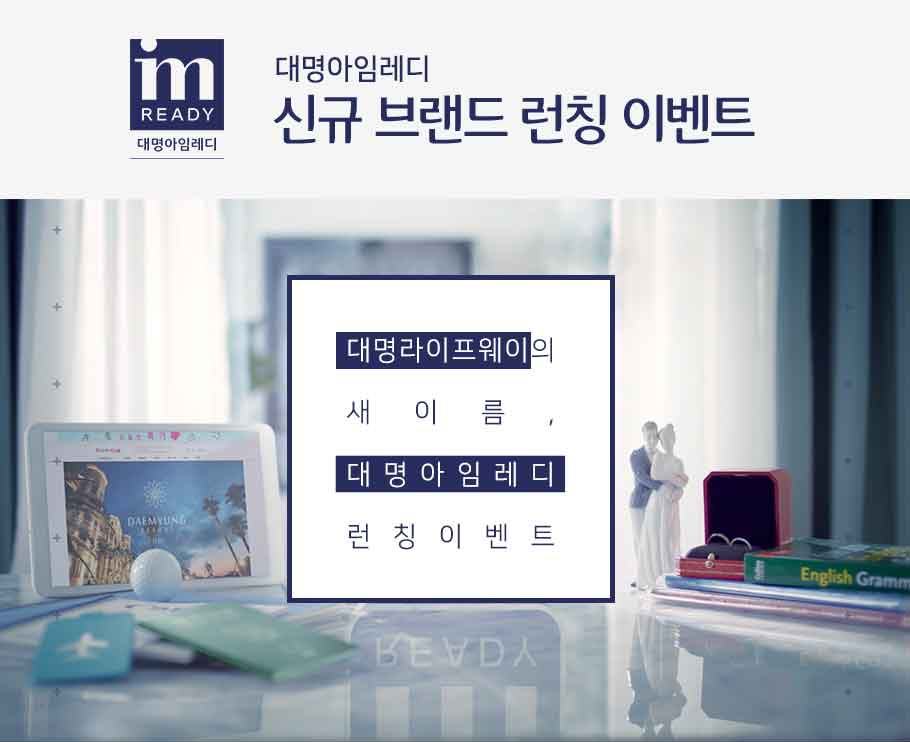 im
READY
대명아임레디
대명아임레디
신규 브랜드 런칭 이벤트
대명라이프웨이의
새이름,
대명아임레디
런칭이벤트
DAEMYUNG
English Gramm
READY
im